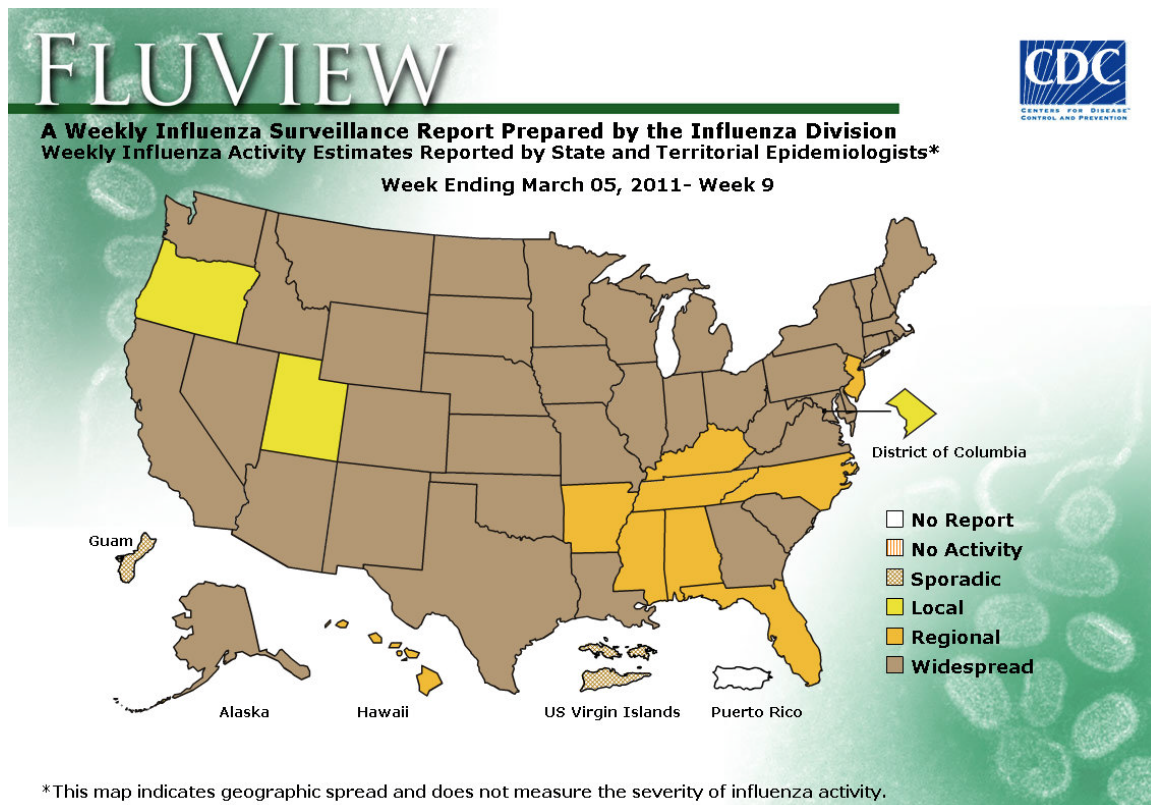 FLUVIEW
CDC
CENTERS FOR DISEASE™
CONTROL AND PREVENTION
A Weekly Influenza Surveillance Report Prepared by the Influenza Division
Weekly Influenza Activity Estimates Reported by State and Territorial Epidemiologists*
Week Ending March 05, 2011- Week 9
District of Columbia
No Report
No Activity
Sporadic
Local
Regional
Widespread
Guam
Alaska
Hawaii
US Virgin Islands
Puerto Rico
*This map indicates geographic spread and does not measure the severity of influenza activity.